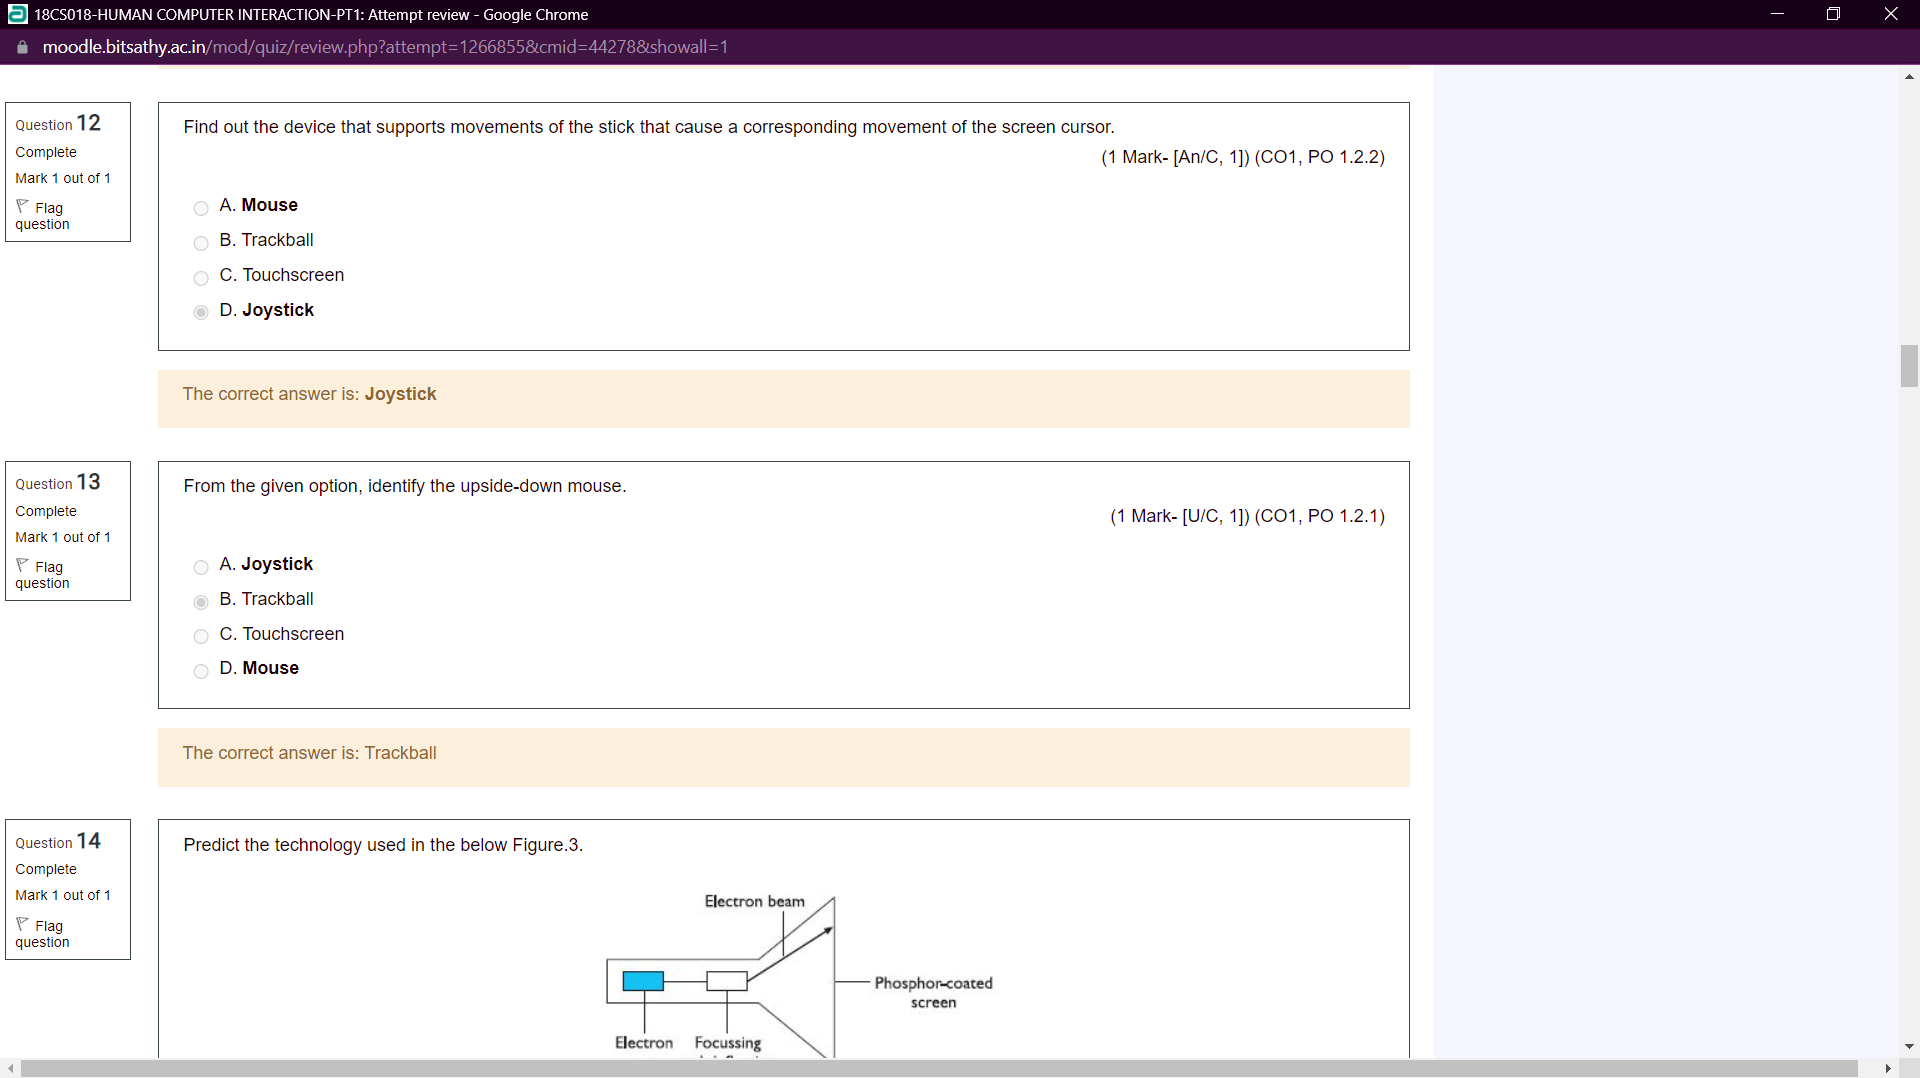 18CS018-HUMAN COMPUTER INTERACTION-PT1: Attempt review - Google Chrome
moodle.bitsathy.ac.in/mod/quiz/review.php?attempt=1266855&cmid=44278&showall=1
Question 12
Complete
Mark 1 out of 1
Flag
question
Find out the device that supports movements of the stick that cause a corresponding movement of the screen cursor.
(1 Mark- [An/C, 1]) (CO1, PO 1.2.2)
A. Mouse
B. Trackball
C. Touchscreen
D. Joystick
The correct answer is: Joystick
Question 13
Complete
Mark 1 out of 1
Flag
question
From the given option, identify the upside-down mouse.
(1 Mark- [U/C, 1]) (CO1, PO 1.2.1)
A. Joystick
B. Trackball
C. Touchscreen
D. Mouse
The correct answer is: Trackball
Question 14
Complete
Mark 1 out of 1
Flag
question
Predict the technology used in the below Figure.3.
Electron beam
Phosphor-coated
screen
Electron
Focussing